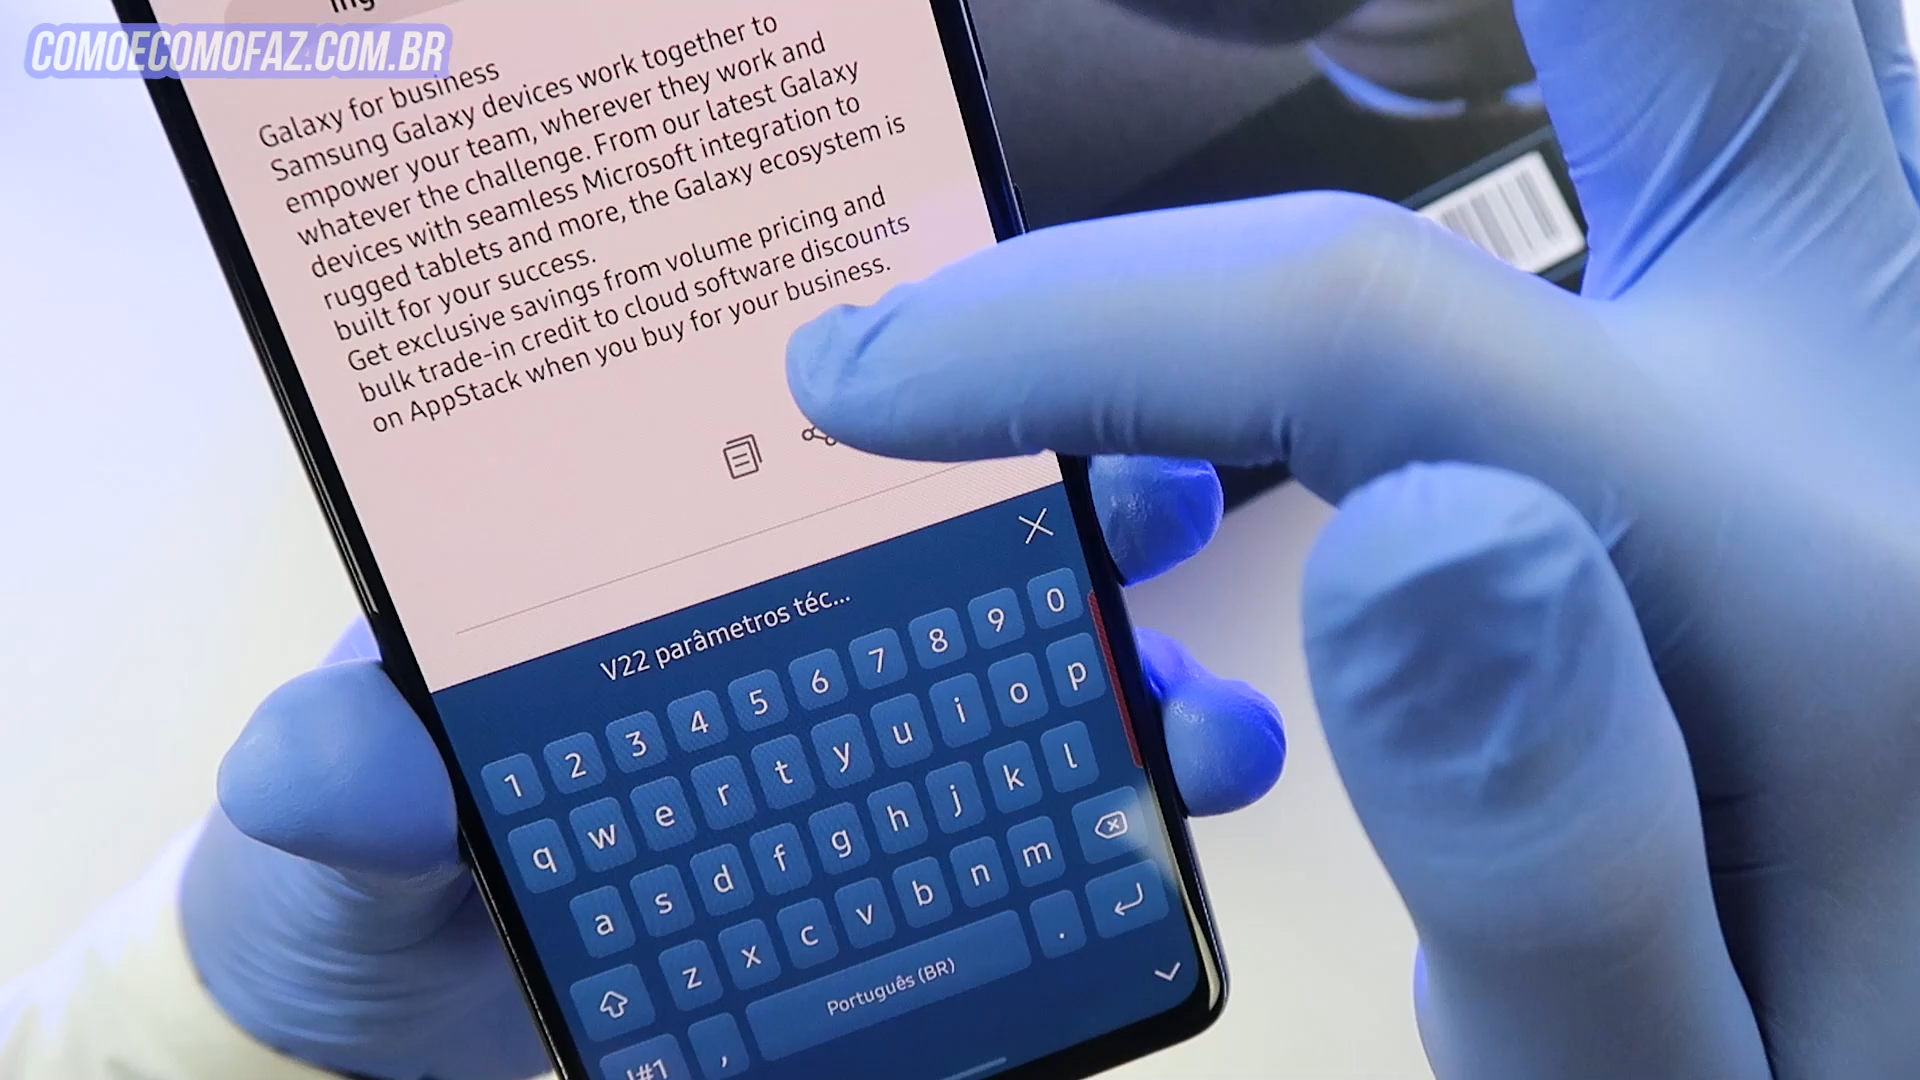 COMOECOMOFAZ.COM.BR
Galaxy for business
Samsung Galaxy devices work together to
empower your team, wherever they work and
whatever the challenge. From our latest Galaxy
devices with seamless Microsoft integration to
rugged tablets and more, the Galaxy ecosystem is
built for your success.
Get exclusive savings from volume pricing and
bulk trade-in credit to cloud software discounts
on AppStack when you buy for your business.
V22 parâmetros téc...
1 2 3 4 5 6 7 8 9 0
q w e r t y u i o p
a s d f g h j k l
z x c v b n m
!#1 , Português (BR) .